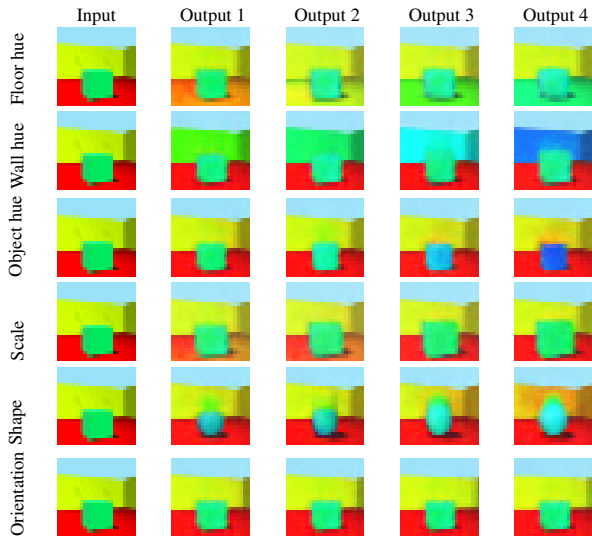 Input Output 1 Output 2 Output 3 Output 4
Floor hue
Wall hue
Object hue
Scale
Shape
Orientation